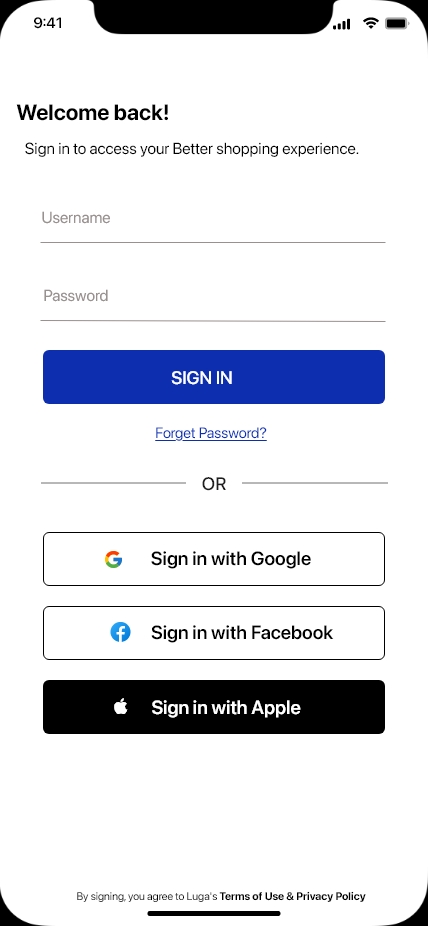 9:41
Welcome back!
Sign in to access your Better shopping experience.
Username
Password
SIGN IN
Forget Password?
OR
Sign in with Google
Sign in with Facebook
Sign in with Apple
By signing, you agree to Luga's Terms of Use & Privacy Policy